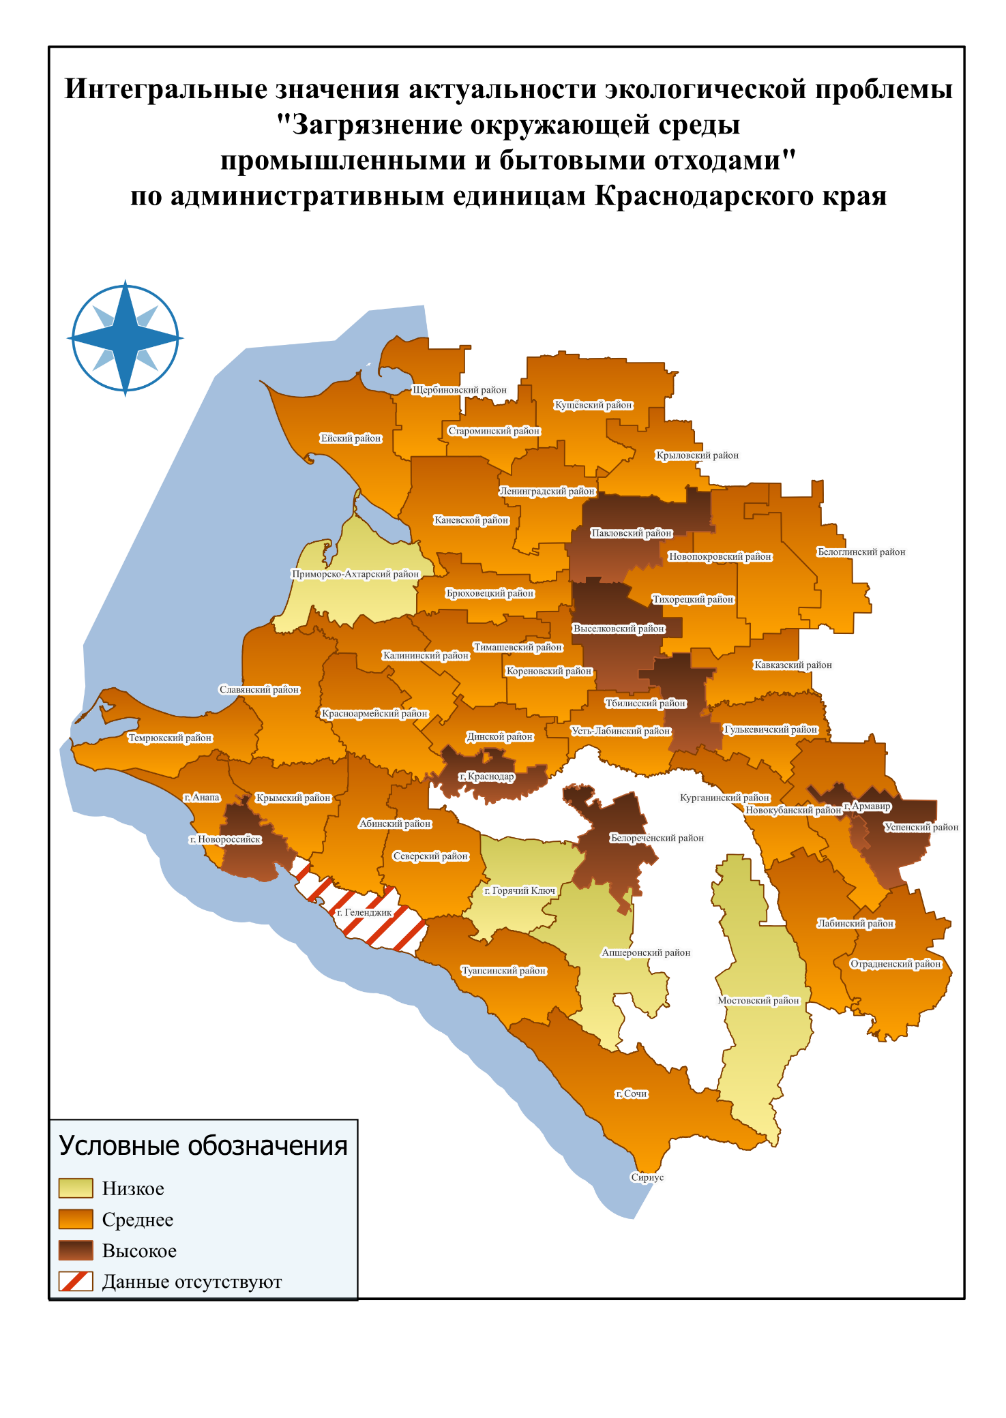 Интегральные значения актуальности экологической проблемы
"Загрязнение окружающей среды
промышленными и бытовыми отходами"
по административным единицам Краснодарского края
Щербиновский район
Кущёвский район
Староминский район
Ейский район
Крыловский район
Ленинградский район
Каневской район
Павловский район
Новопокровский район
Белоглинский район
Приморско-Ахтарский район
Брюховецкий район
Тихорецкий район
Выселковский район
Тимашевский район
Калининский район
Кавказский район
Кореновский район
Славянский район
Тбилисский район
Красноармейский район
Усть-Лабинский район
Гулькевичский район
Темрюкский район
Динской район
г. Краснодар
г. Анапа
Крымский район
Курганинский район
г. Армавир
Новокубанский район
Абинский район
Успенский район
г. Новороссийск
Белореченский район
Северский район
г. Горячий Ключ
г. Геленджик
Лабинский район
Апшеронский район
Отрадненский район
Туапсинский район
Мостовский район
г. Сочи
Сириус
Условные обозначения
Низкое
Среднее
Высокое
Данные отсутствуют